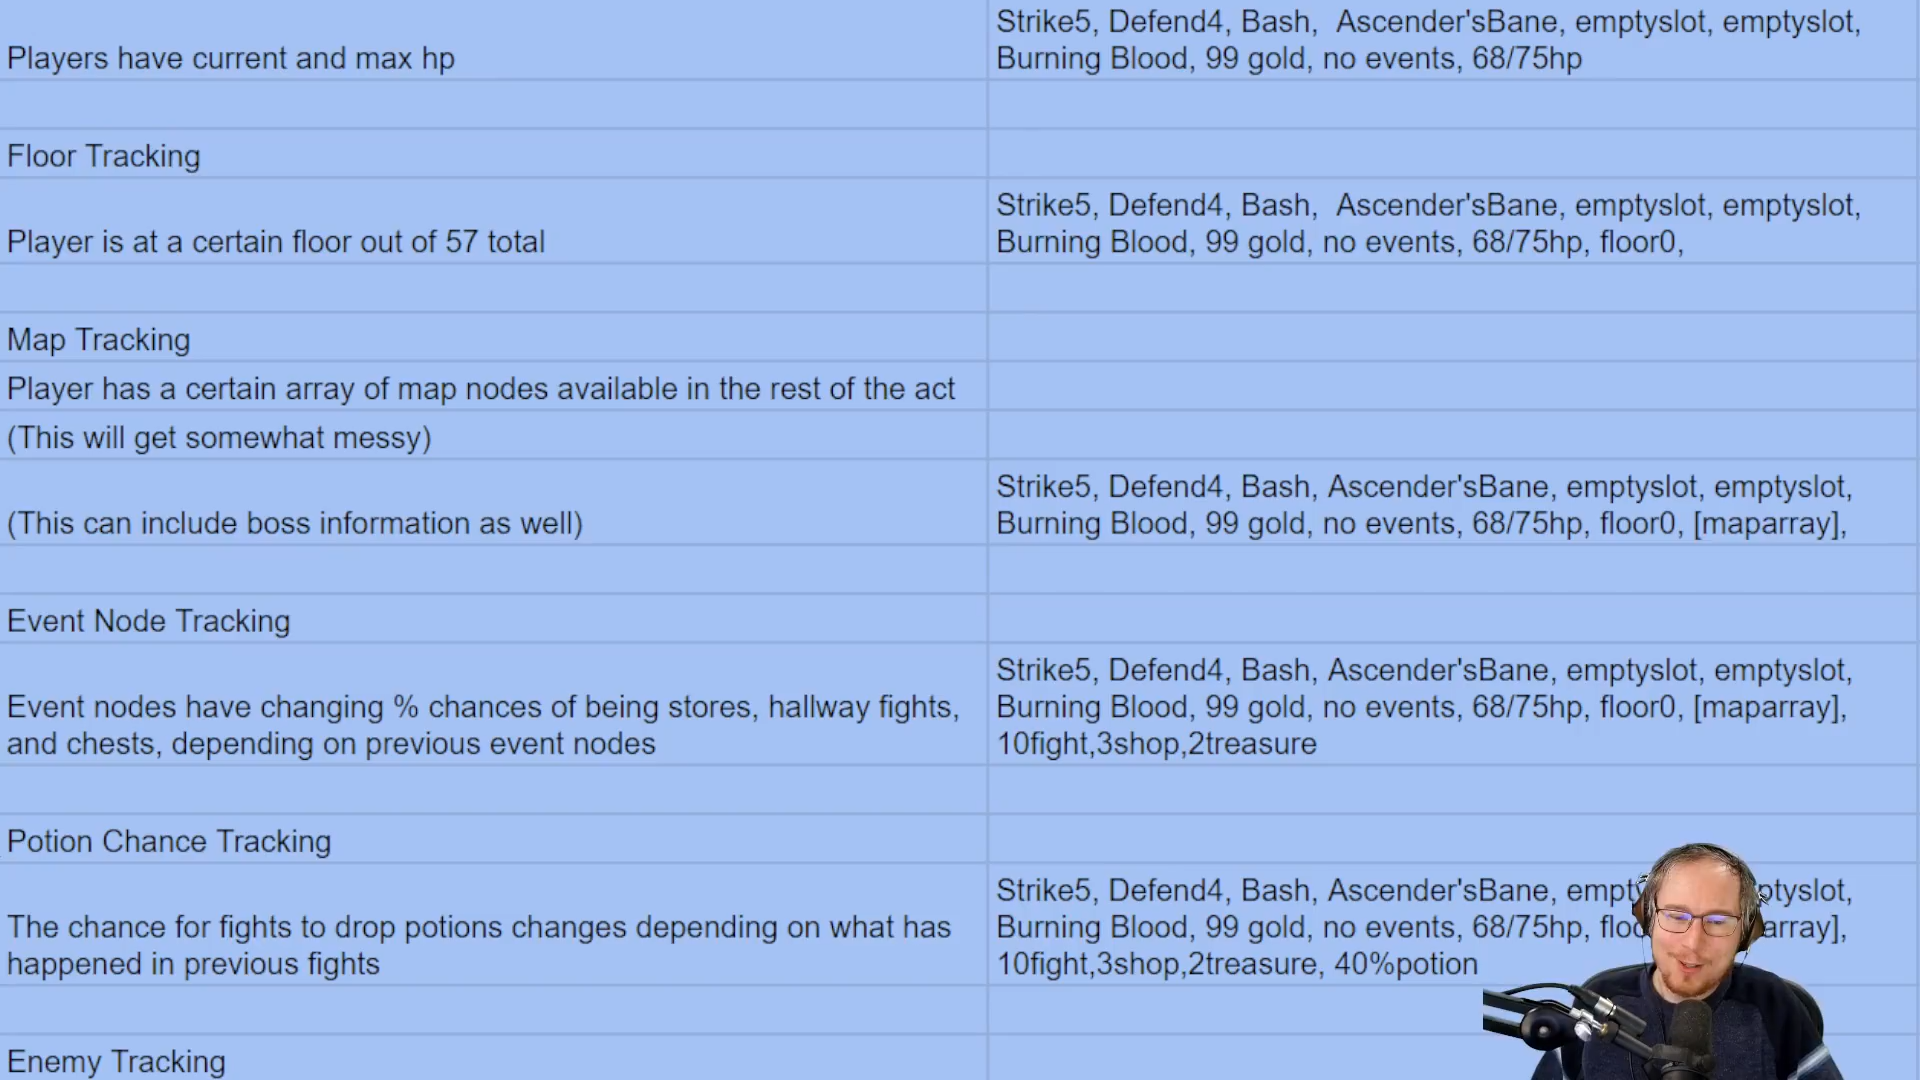 Strike5, Defend4, Bash,  Ascender'sBane, emptyslot, emptyslot,
Players have current and max hp
Burning Blood, 99 gold, no events, 68/75hp
Floor Tracking
Strike5, Defend4, Bash,  Ascender'sBane, emptyslot, emptyslot,
Player is at a certain floor out of 57 total
Burning Blood, 99 gold, no events, 68/75hp, floor0,
Map Tracking
Player has a certain array of map nodes available in the rest of the act
(This will get somewhat messy)
Strike5, Defend4, Bash, Ascender'sBane, emptyslot, emptyslot,
(This can include boss information as well)
Burning Blood, 99 gold, no events, 68/75hp, floor0, [maparray],
Event Node Tracking
Strike5, Defend4, Bash, Ascender'sBane, emptyslot, emptyslot,
Event nodes have changing % chances of being stores, hallway fights,
Burning Blood, 99 gold, no events, 68/75hp, floor0, [maparray],
and chests, depending on previous event nodes
10fight,3shop,2treasure
Potion Chance Tracking
Strike5, Defend4, Bash, Ascender'sBane,
The chance for fights to drop potions changes depending on what has
Burning Blood, 99 gold, no events, 68/75hp,
happened in previous fights
10fight,3shop,2treasure, 40%potion
Enemy Tracking